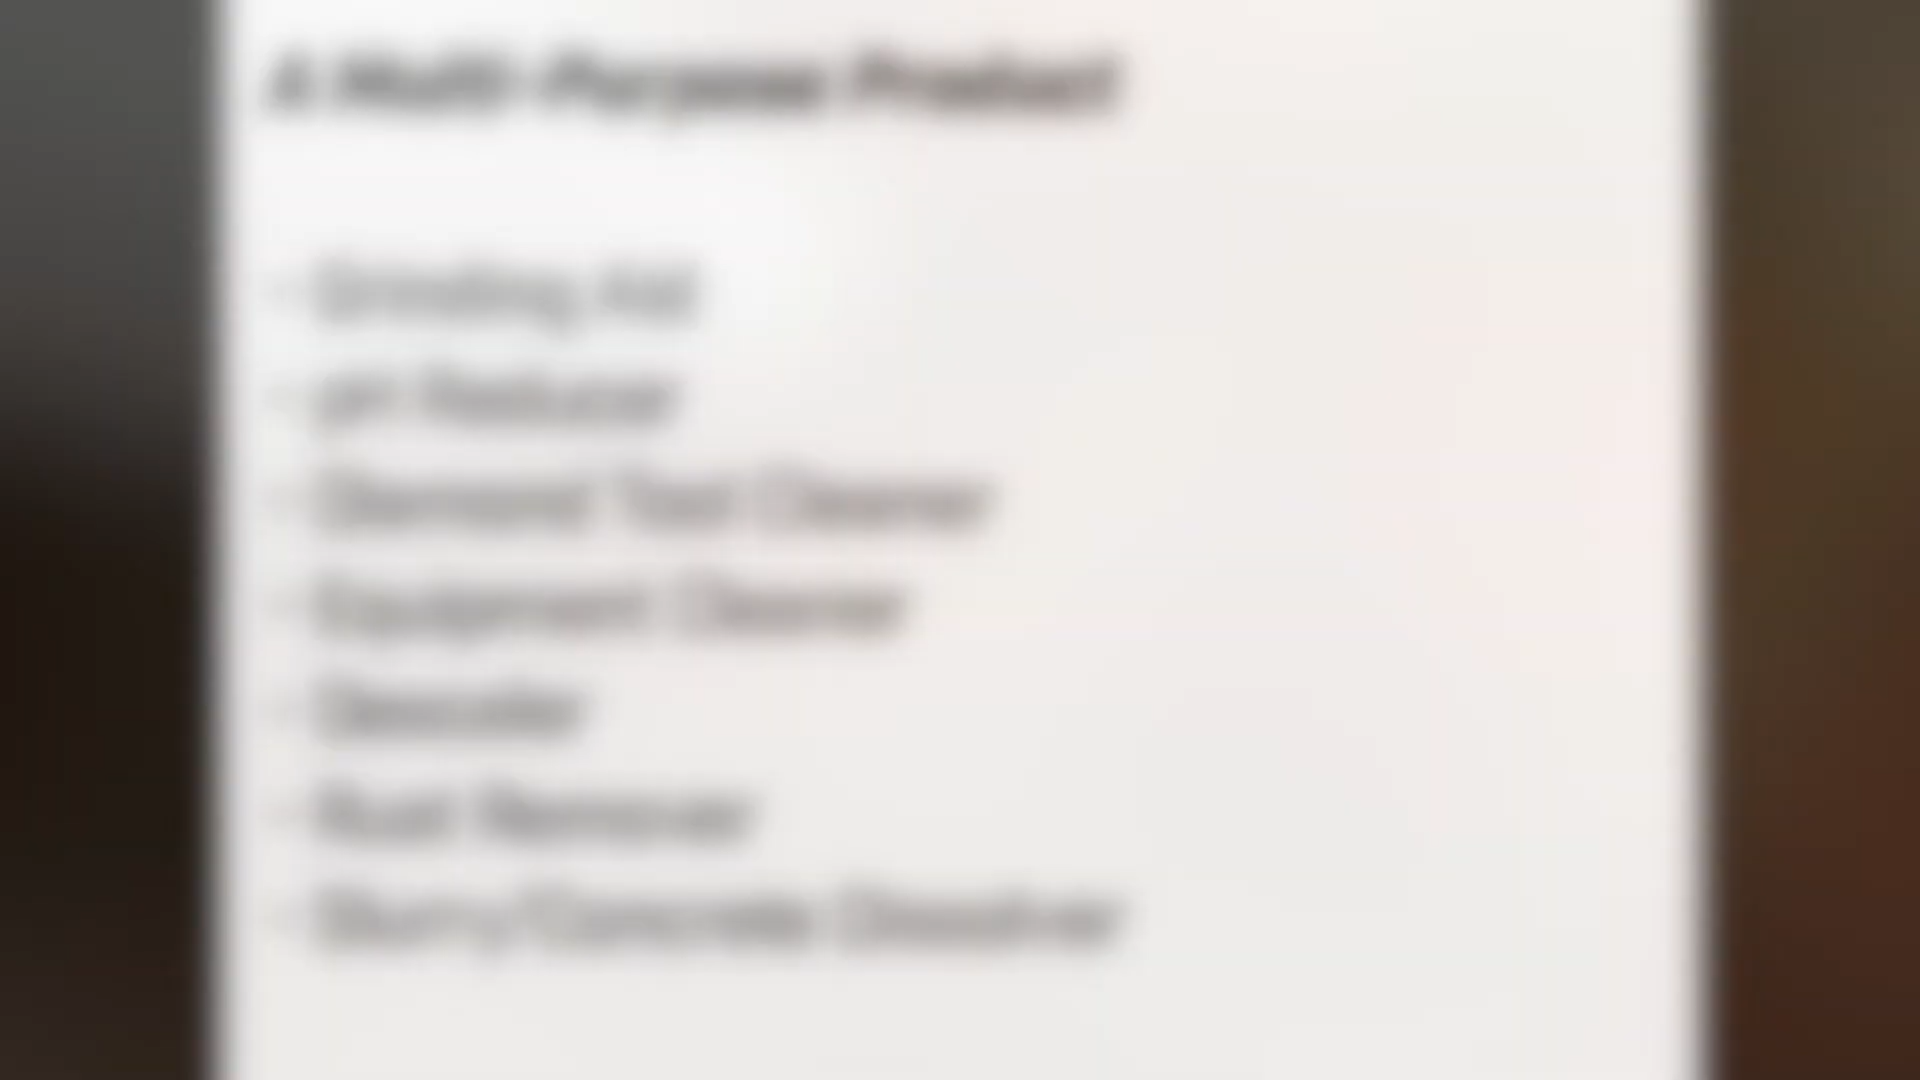 A Multi-Purpose Product
- Grinding Aid
- pH Reducer
- Diamond Tool Cleaner
- Equipment Cleaner
- Descaler
- Rust Remover
- Slurry/Concrete Dissolver